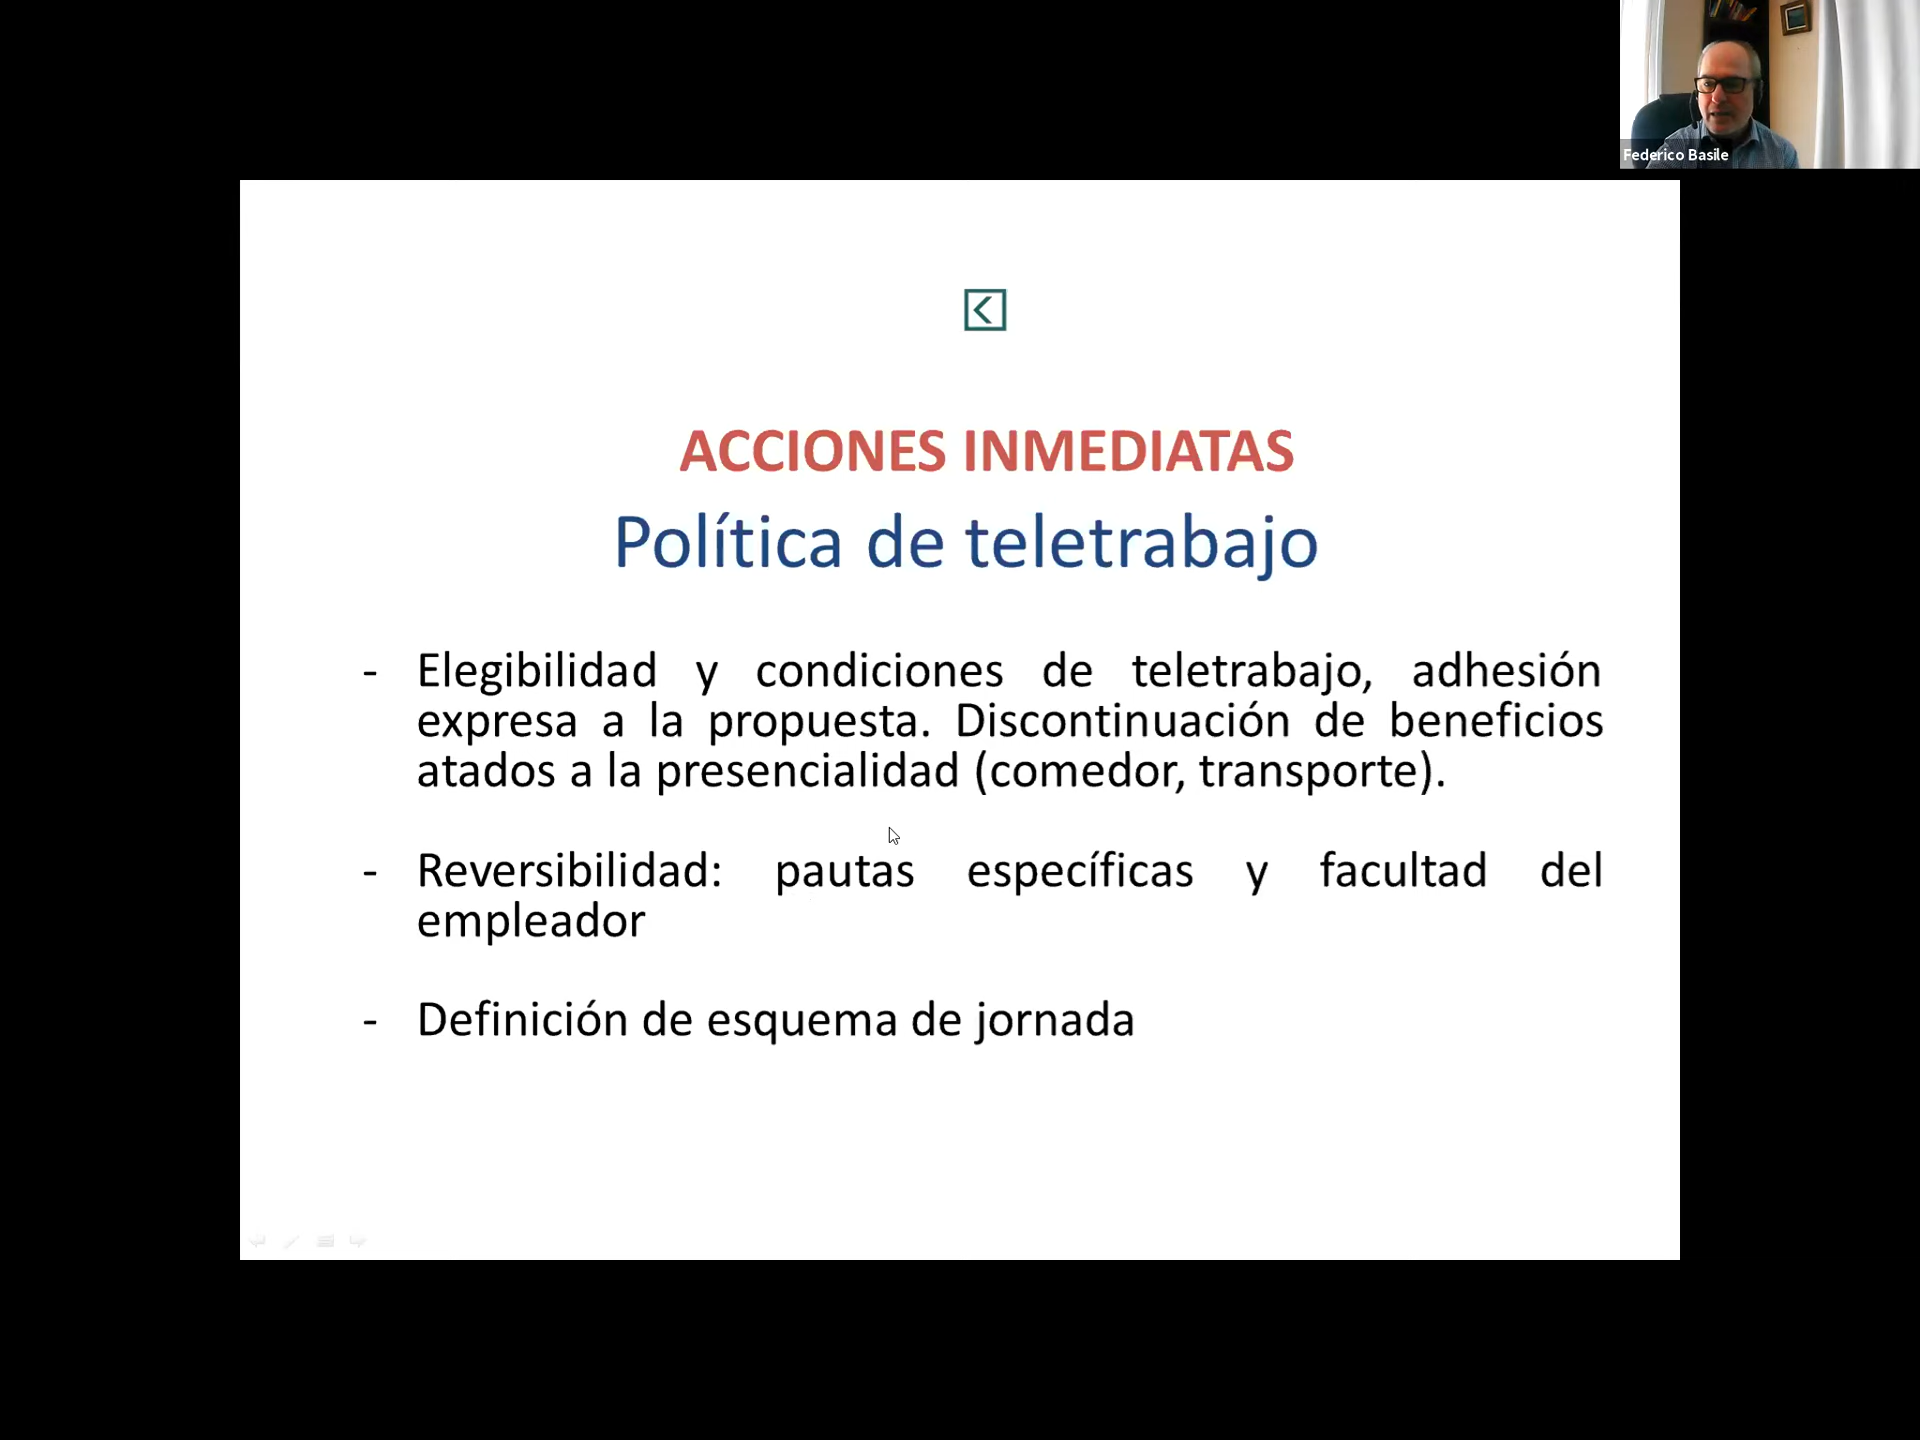 Federico Basile
ACCIONES INMEDIATAS
Política de teletrabajo
- Elegibilidad y condiciones de teletrabajo, adhesión
expresa a la propuesta. Discontinuación de beneficios
atados a la presencialidad (comedor, transporte).
- Reversibilidad: pautas específicas y facultad del
empleador
- Definición de esquema de jornada